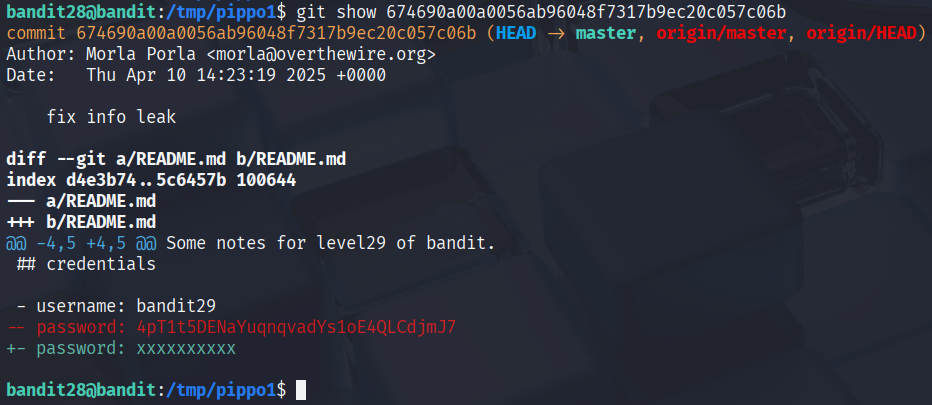 bandit28@bandit:/tmp/pippo1$ git show 674690a00a0056ab96048f7317b9ec20c057c06b
commit 674690a00a0056ab96048f7317b9ec20c057c06b (HEAD -> master, origin/master, origin/HEAD)
Author: Morla Porla <morla@overthewire.org>
Date:   Thu Apr 10 14:23:19 2025 +0000

    fix info leak

diff --git a/README.md b/README.md
index d4e3b74..5c6457b 100644
--- a/README.md
+++ b/README.md
@@ -4,5 +4,5 @@ Some notes for level29 of bandit.
 ## credentials

 - username: bandit29
-- password: 4pT1t5DENaYuqnqvadYs1oE4QLCdjmJ7
+- password: xxxxxxxxxx

bandit28@bandit:/tmp/pippo1$